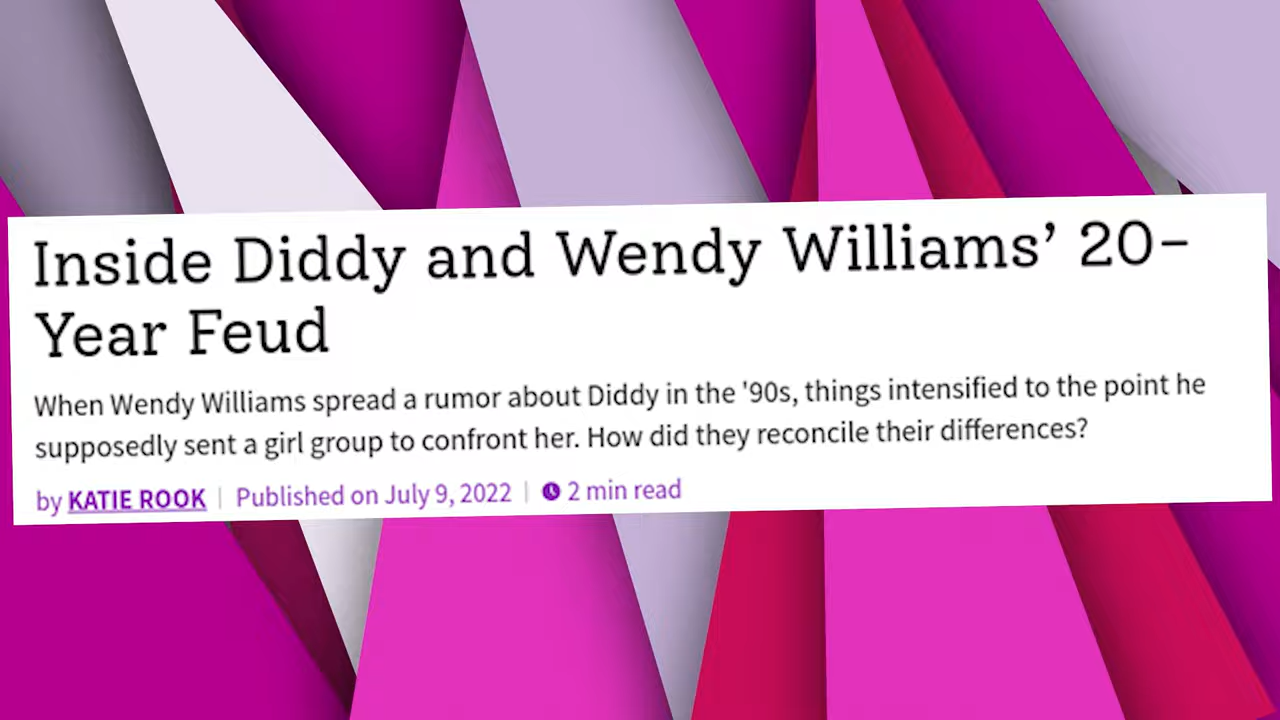 Inside Diddy and Wendy Williams’ 20-
Year Feud
When Wendy Williams spread a rumor about Diddy in the '90s, things intensified to the point he
supposedly sent a girl group to confront her. How did they reconcile their differences?
by KATIE ROOK | Published on July 9, 2022 | 2 min read